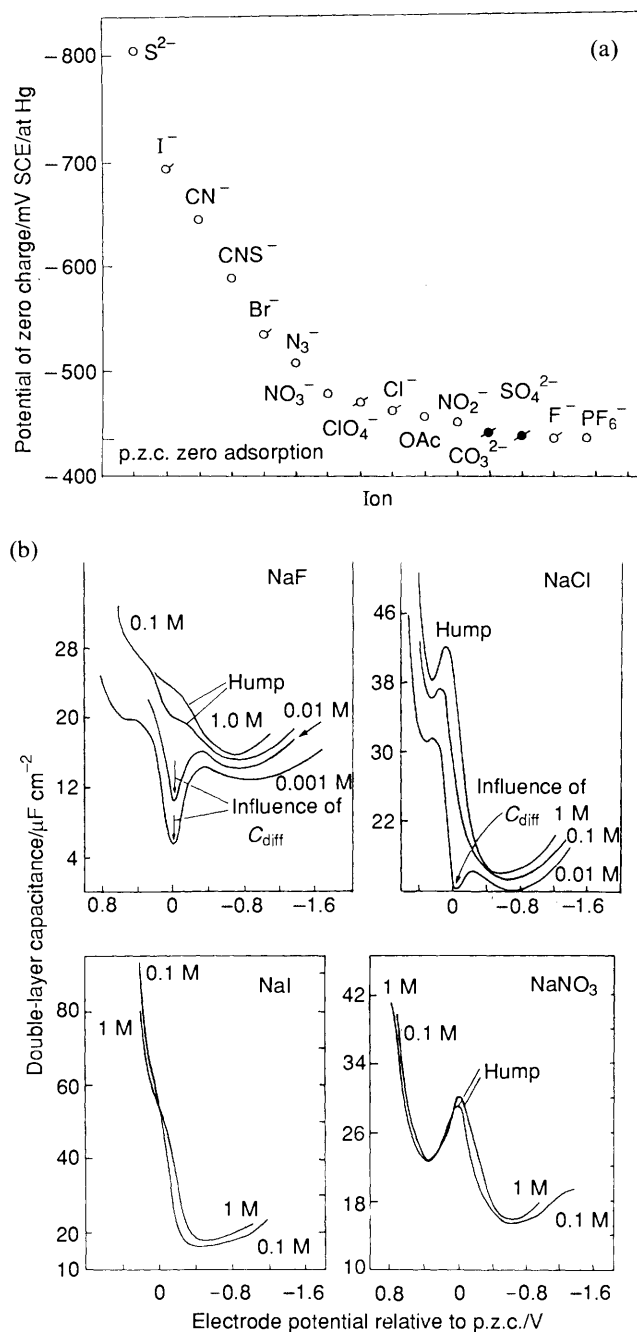 (a)
Potential of zero charge/mV SCE/at Hg
−800
−700
−600
−500
−400
S²⁻
I⁻
CN⁻
CNS⁻
Br⁻
N₃⁻
NO₃⁻
ClO₄⁻
Cl⁻
OAc
NO₂⁻
CO₃²⁻
SO₄²⁻
F⁻
PF₆⁻
p.z.c. zero adsorption
Ion
(b)
Double-layer capacitance/μF cm⁻²
NaF
28
20
12
4
0.1 M
Hump
1.0 M
0.01 M
0.001 M
Influence of
C_diff
0.8 0 −0.8 −1.6
NaCl
46
38
30
22
Hump
Influence of
C_diff
1 M
0.1 M
0.01 M
0 −0.8 −1.6
NaI
80
60
40
20
10
0.1 M
1 M
1 M
0.1 M
0 −0.8 −1.6
NaNO₃
42
34
26
18
10
1 M
0.1 M
Hump
1 M
0.1 M
0.8 0 −0.8 −1.6
Electrode potential relative to p.z.c./V